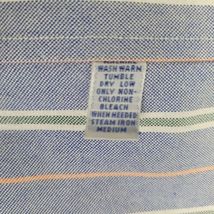 WASH WARM
TUMBLE
DRY LOW
ONLY NON-
CHLORINE
BLEACH
WHEN NEEDED
STEAM IRON
MEDIUM